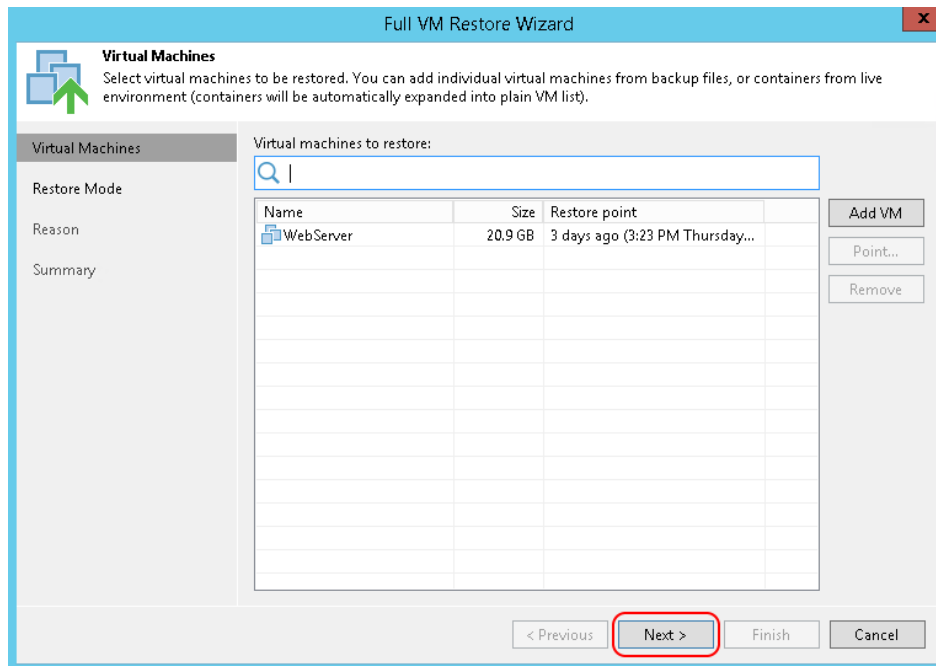 Full VM Restore Wizard
x
Virtual Machines
Select virtual machines to be restored. You can add individual virtual machines from backup files, or containers from live
environment (containers will be automatically expanded into plain VM list).
Virtual Machines
Restore Mode
Reason
Summary
Virtual machines to restore:
Name Size Restore point
WebServer 20.9 GB 3 days ago (3:23 PM Thursday...
Add VM
Point...
Remove
< Previous Next > Finish Cancel